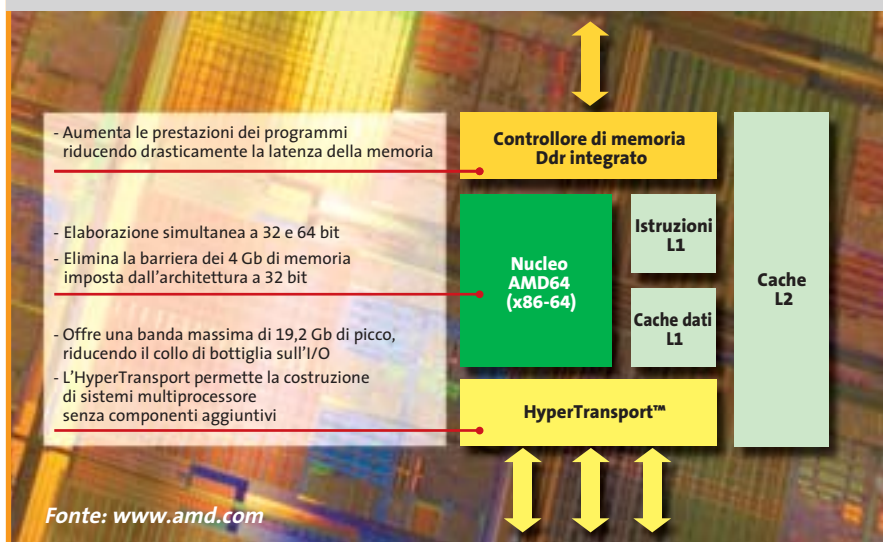 - Aumenta le prestazioni dei programmi
riducendo drasticamente la latenza della memoria
- Elaborazione simultanea a 32 e 64 bit
- Elimina la barriera dei 4 Gb di memoria
imposta dall'architettura a 32 bit
- Offre una banda massima di 19,2 Gb di picco,
riducendo il collo di bottiglia sull'I/O
- L'HyperTransport permette la costruzione
di sistemi multiprocessore
senza componenti aggiuntivi
Controllore di memoria
Ddr integrato
Nucleo
AMD64
(x86-64)
Istruzioni
L1
Cache dati
L1
Cache
L2
HyperTransport™
Fonte: www.amd.com